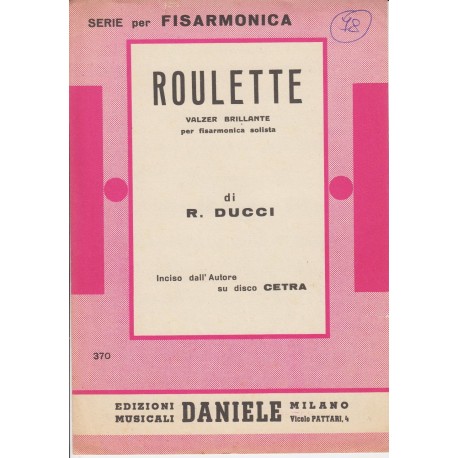 SERIE per FISARMONICA
48
ROULETTE
VALZER BRILLANTE
per fisarmonica solista
di
R. DUCCI
Inciso dall'Autore
su disco CETRA
370
EDIZIONI MUSICALI DANIELE MILANO
Vicolo PATTARI, 4